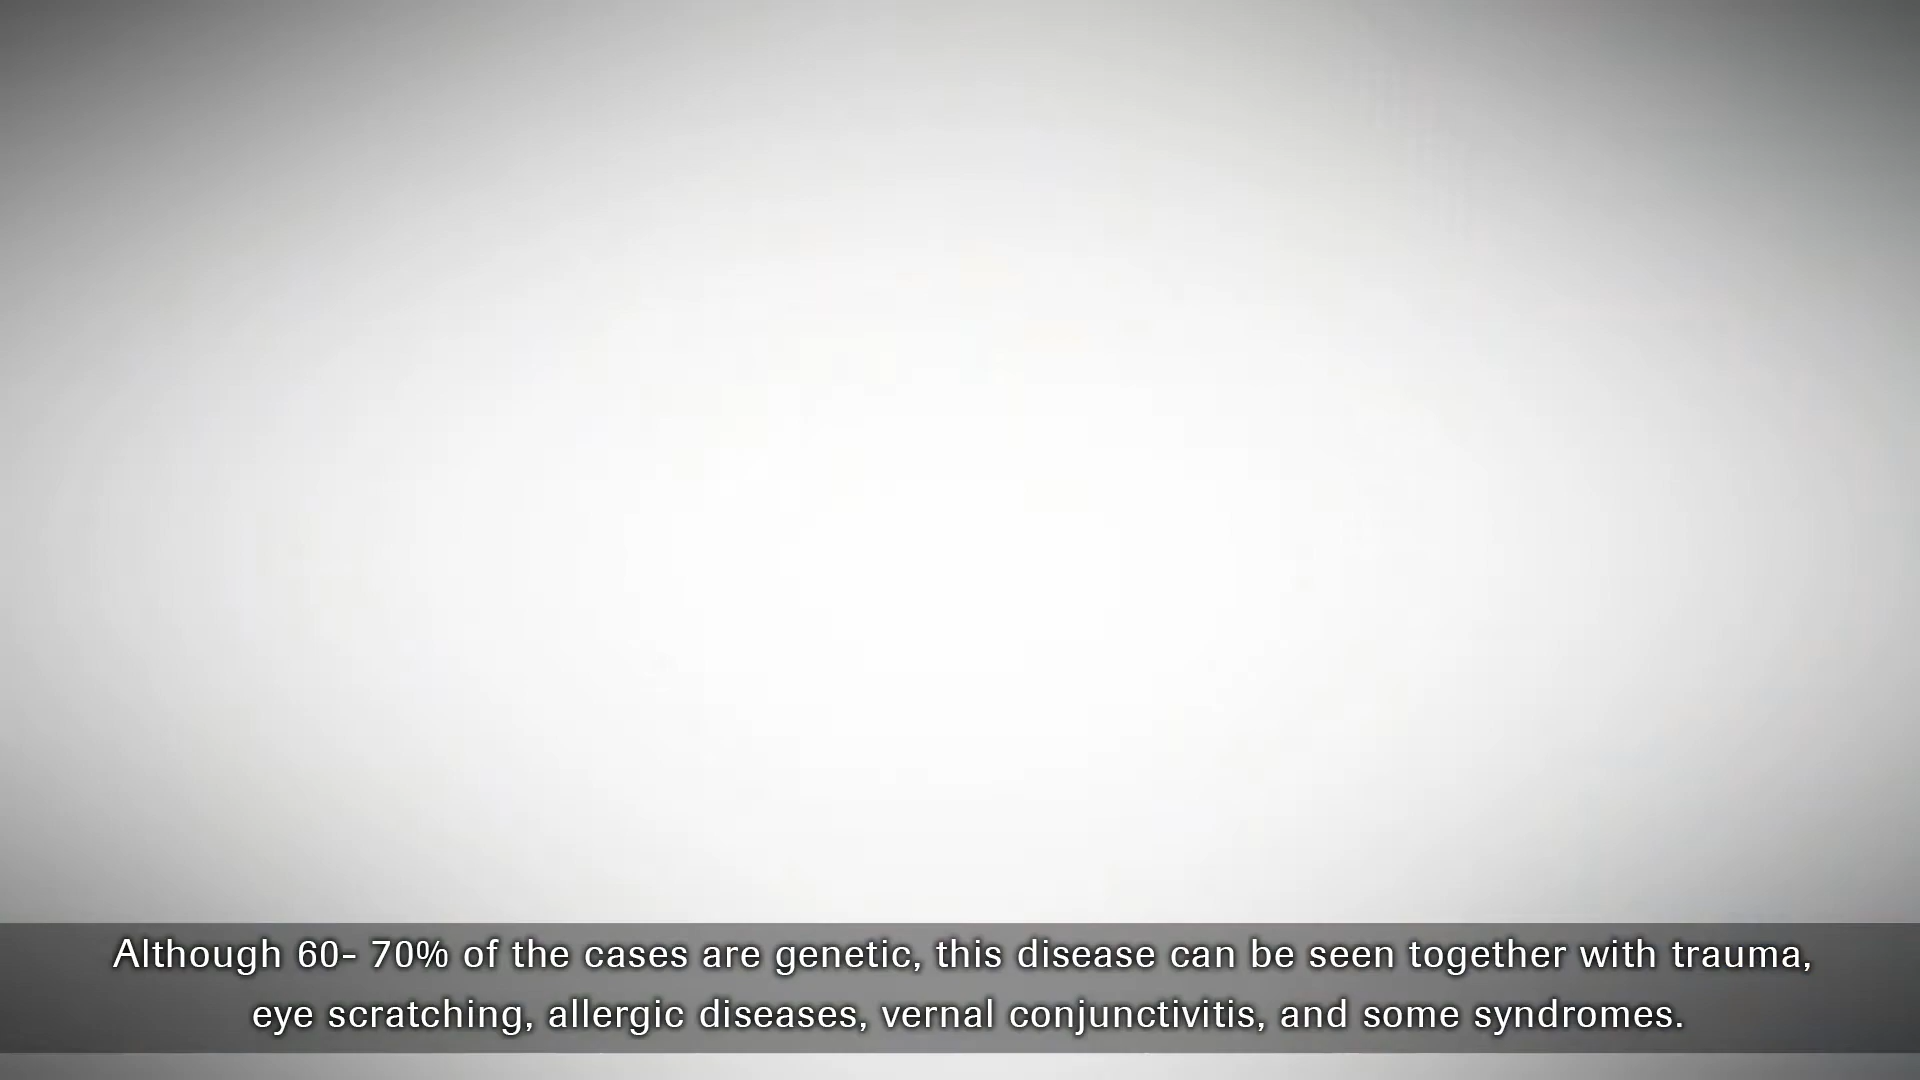 Although 60- 70% of the cases are genetic, this disease can be seen together with trauma,
eye scratching, allergic diseases, vernal conjunctivitis, and some syndromes.